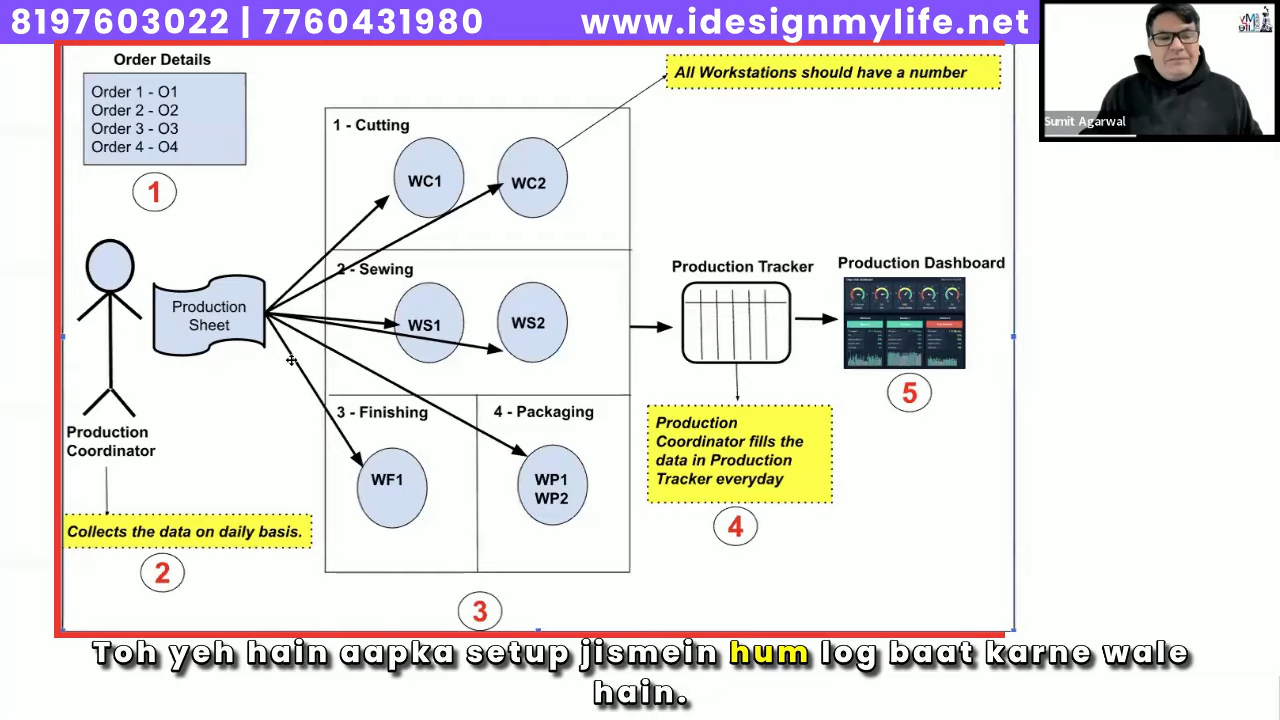 8197603022 | 7760431980 www.idesignmylife.net
Sumit Agarwal
Order Details
Order 1 - O1
Order 2 - O2
Order 3 - O3
Order 4 - O4
1
All Workstations should have a number
1 - Cutting
WC1
WC2
2 - Sewing
WS1
WS2
3 - Finishing
WF1
4 - Packaging
WP1
WP2
3
Production
Sheet
Production
Coordinator
Collects the data on daily basis.
2
Production Tracker
Production
Coordinator fills the
data in Production
Tracker everyday
4
Production Dashboard
5
Toh yeh hain aapka setup jismein hum log baat karne wale
hain.